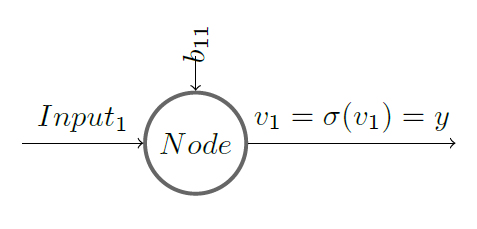 b₁₁
Input₁
v₁ = σ(v₁) = y
Node